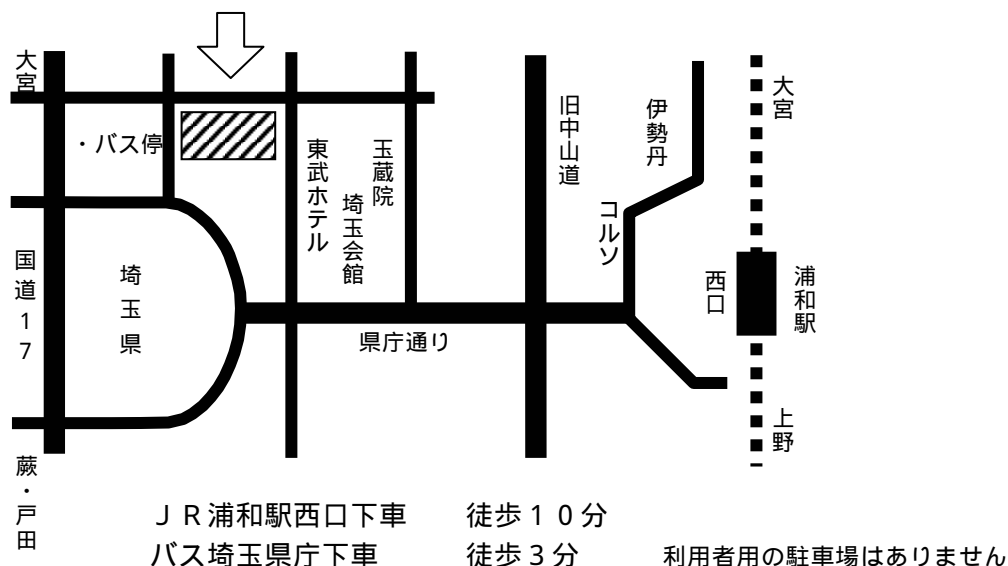 大宮
・バス停
国道17
埼玉県
蕨・戸田
東武ホテル
埼玉会館
玉蔵院
県庁通り
旧中山道
伊勢丹
コルソ
西口
浦和駅
大宮
上野
ＪＲ浦和駅西口下車　徒歩１０分
バス埼玉県庁下車　徒歩３分　利用者用の駐車場はありません